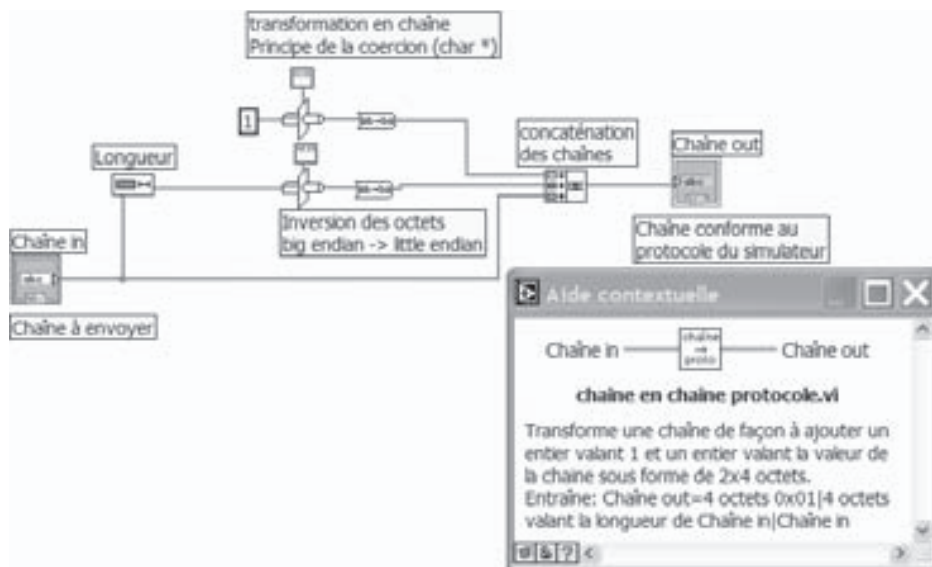 transformation en chaîne
Principe de la coercion (char *)
1
Longueur
concaténation
des chaînes
Chaîne out
Inversion des octets
big endian -> little endian
Chaîne in
abc
abc
Chaîne à envoyer
Chaîne conforme au
protocole du simulateur
Aide contextuelle
Chaîne in
chaîne
proto
Chaîne out
chaine en chaine protocole.vi
Transforme une chaîne de façon à ajouter un
entier valant 1 et un entier valant la valeur de
la chaine sous forme de 2x4 octets.
Entraîne: Chaîne out=4 octets 0x01|4 octets
valant la longueur de Chaîne in|Chaîne in
?